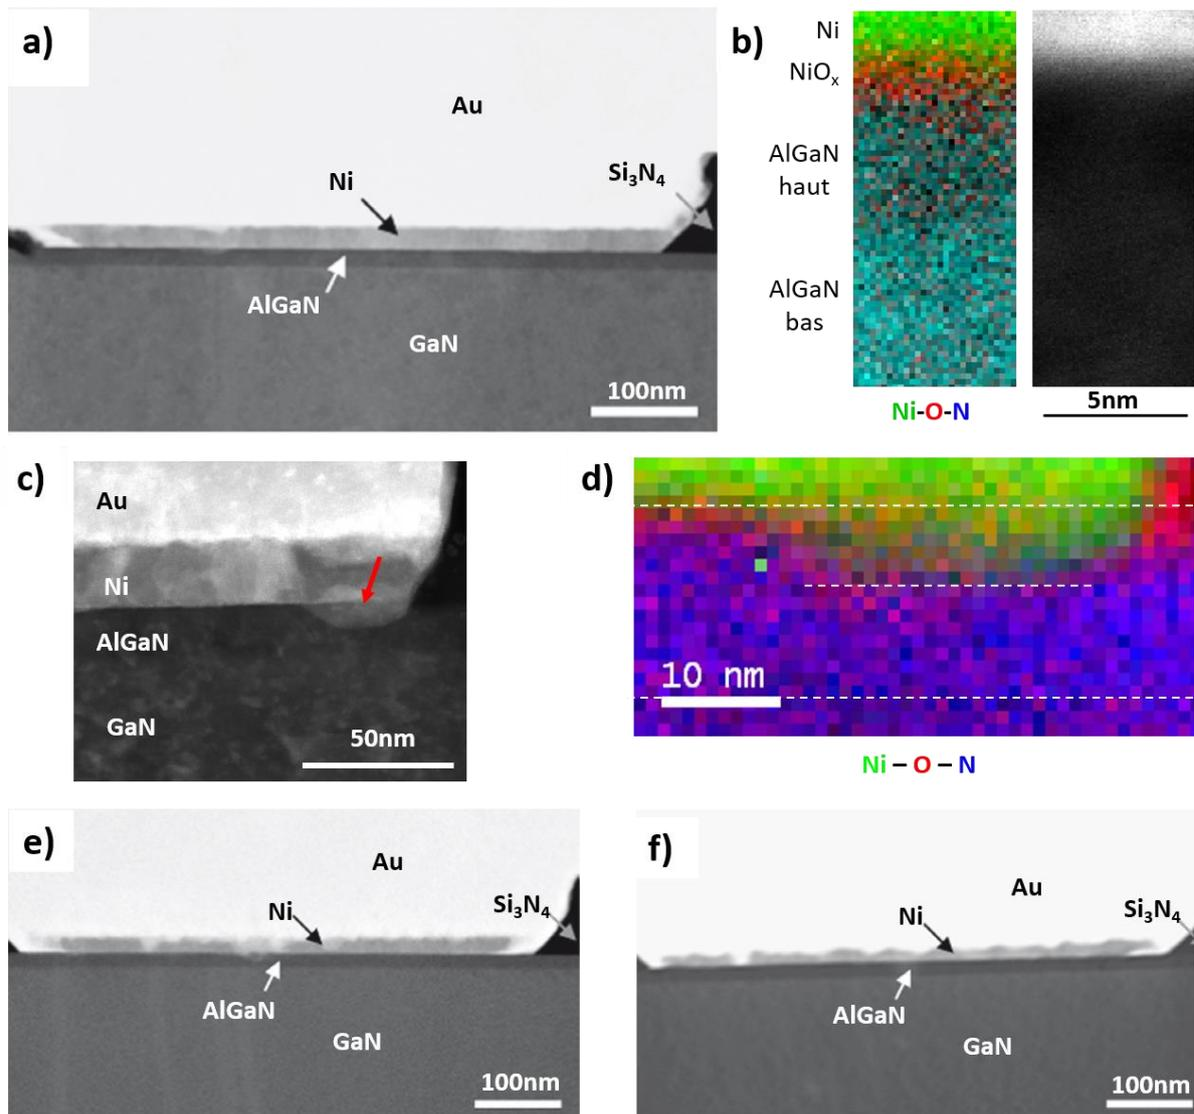 a)
Au
Ni
Si₃N₄
AlGaN
GaN
100nm
b)
Ni
NiOₓ
AlGaN
haut
AlGaN
bas
Ni-O-N
5nm
c)
Au
Ni
AlGaN
GaN
50nm
d)
10 nm
Ni – O – N
e)
Au
Ni
Si₃N₄
AlGaN
GaN
100nm
f)
Au
Ni
Si₃N₄
AlGaN
GaN
100nm